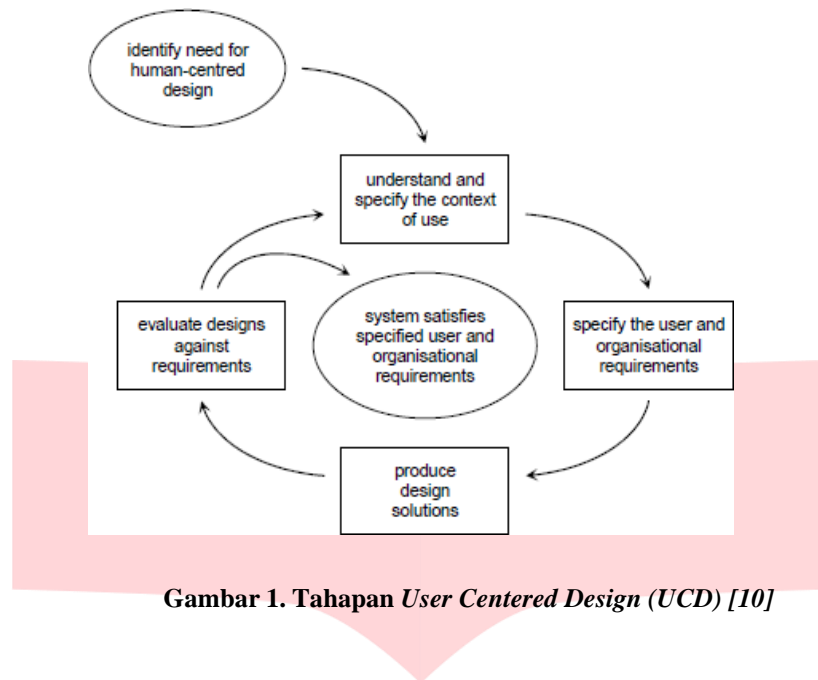 identify need for
human-centred
design
understand and
specify the context
of use
evaluate designs
against
requirements
system satisfies
specified user and
organisational
requirements
specify the user and
organisational
requirements
produce
design
solutions
Gambar 1. Tahapan User Centered Design (UCD) [10]